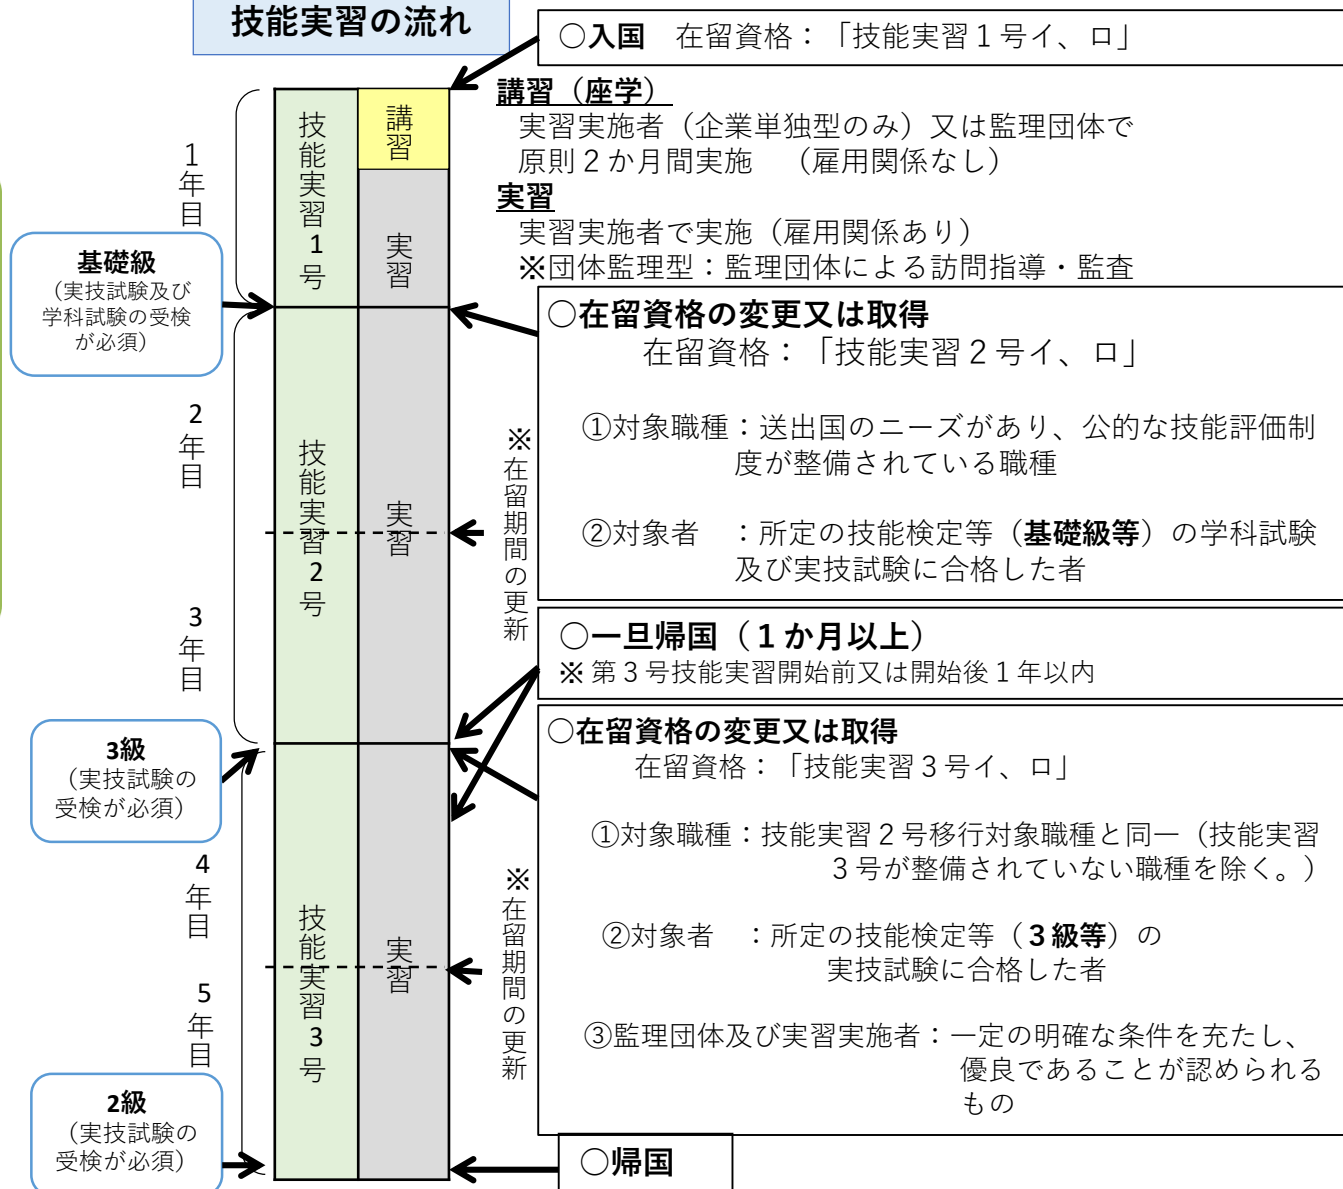 技能実習の流れ
○入国　在留資格：「技能実習１号イ、ロ」
講習（座学）
実習実施者（企業単独型のみ）又は監理団体で
原則２か月間実施　（雇用関係なし）
実習
実習実施者で実施（雇用関係あり）
※団体監理型：監理団体による訪問指導・監査
1年目
技能実習1号
講習
実習
基礎級
（実技試験及び
学科試験の受検
が必須）
○在留資格の変更又は取得
在留資格：「技能実習２号イ、ロ」
①対象職種：送出国のニーズがあり、公的な技能評価制
度が整備されている職種
②対象者　：所定の技能検定等（基礎級等）の学科試験
及び実技試験に合格した者
2年目
3年目
技能実習2号
実習
※在留期間の更新
○一旦帰国（１か月以上）
※第３号技能実習開始前又は開始後１年以内
3級
（実技試験の
受検が必須）
○在留資格の変更又は取得
在留資格：「技能実習３号イ、ロ」
①対象職種：技能実習２号移行対象職種と同一（技能実習
３号が整備されていない職種を除く。）
②対象者　：所定の技能検定等（３級等）の
実技試験に合格した者
③監理団体及び実習実施者：一定の明確な条件を充たし、
優良であることが認められる
もの
4年目
5年目
技能実習3号
実習
※在留期間の更新
2級
（実技試験の
受検が必須）
○帰国